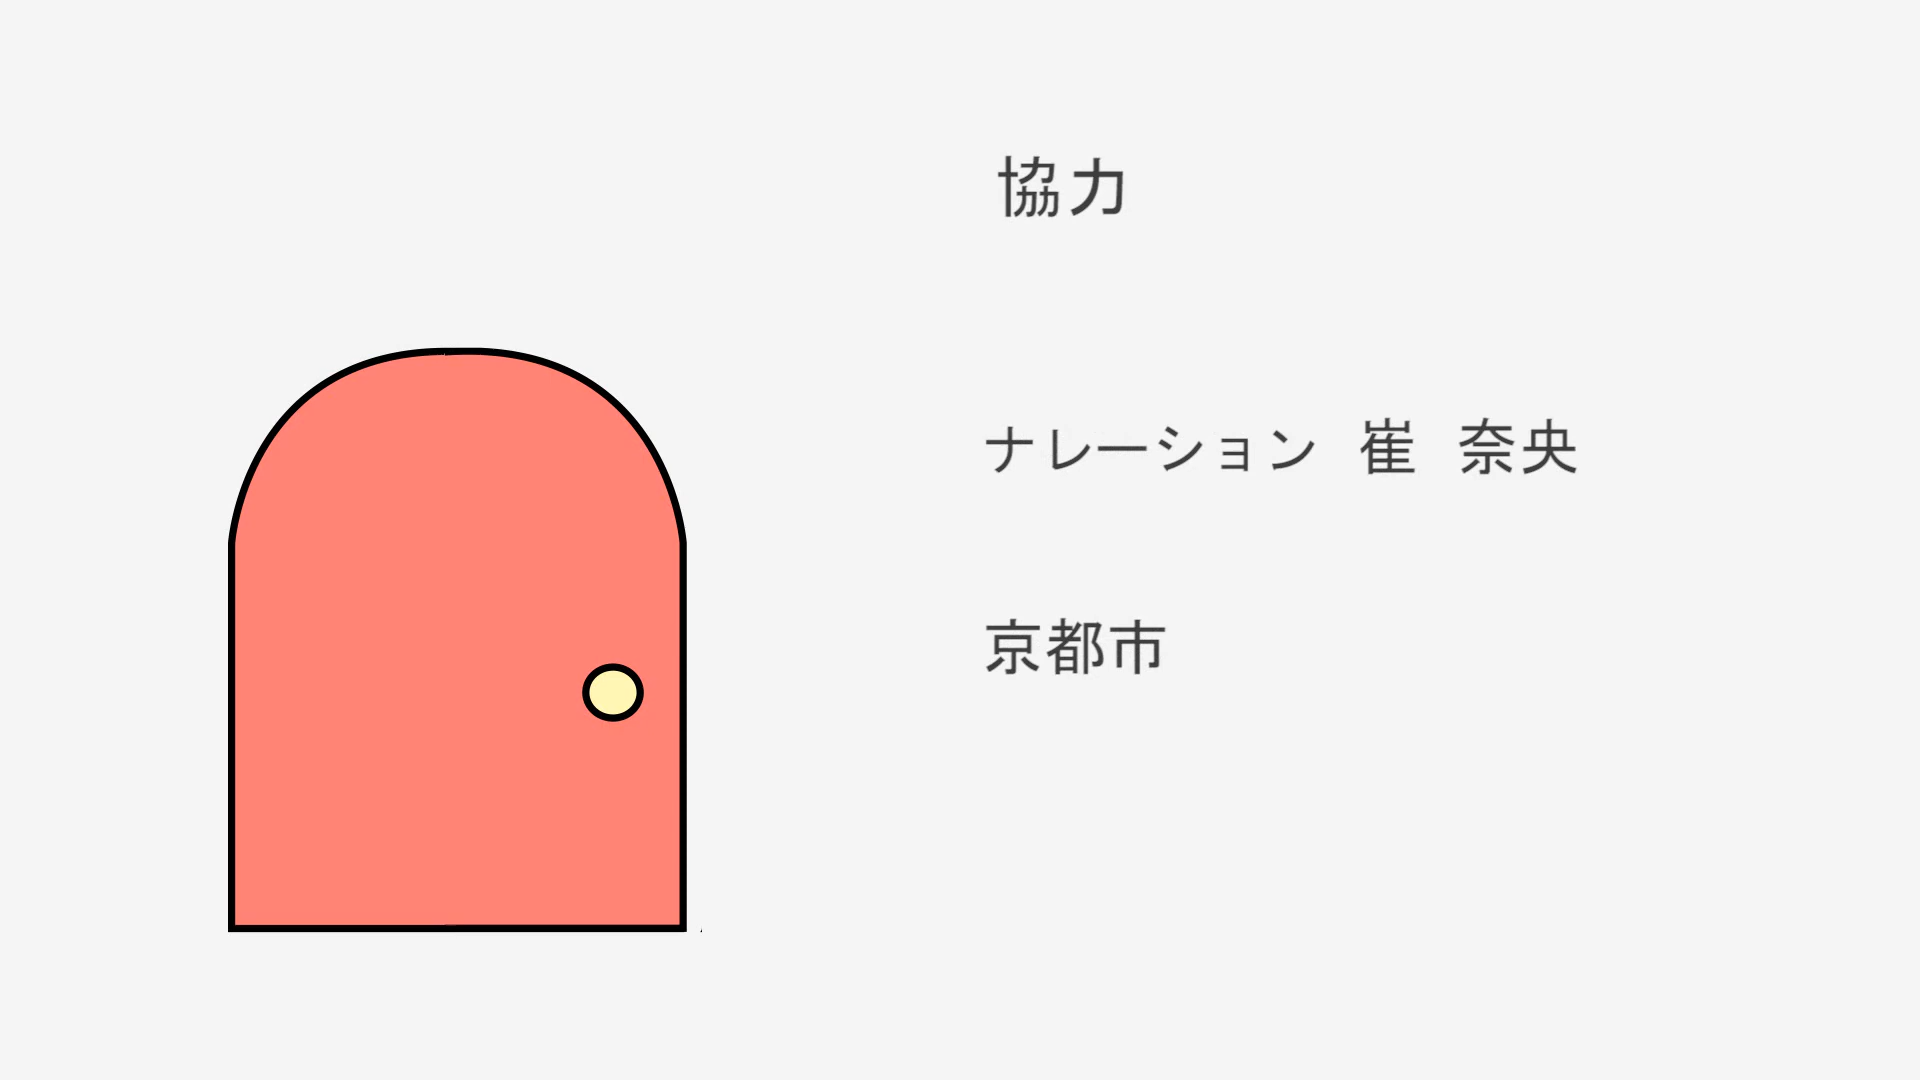 協力
ナレーション 崔 奈央
京都市